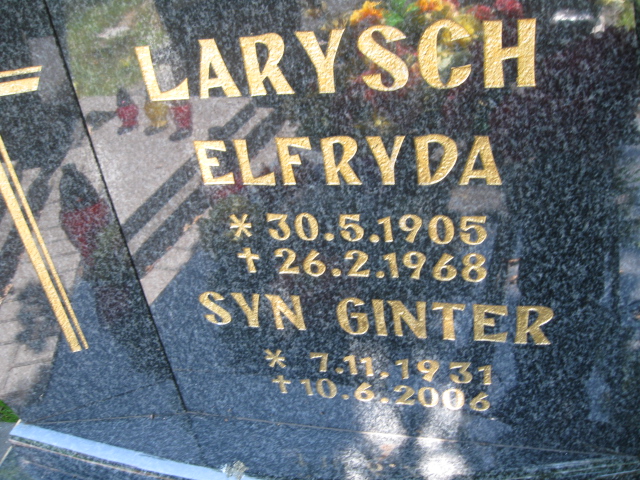 LARYSCH
ELFRYDA
* 30.5.1905
† 26.2.1968
SYN GINTER
* 7.11.1931
† 10.6.2006